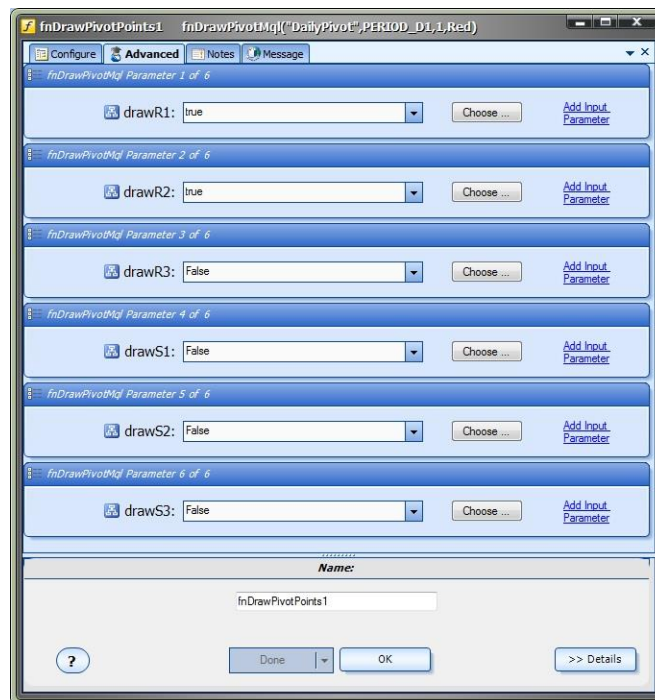 fnDrawPivotPoints1 fnDrawPivotMql("DailyPivot",PERIOD_D1,1,Red)
Configure Advanced Notes Message
fnDrawPivotMql Parameter 1 of 6
drawR1: true Choose ... Add Input
Parameter
fnDrawPivotMql Parameter 2 of 6
drawR2: true Choose ... Add Input
Parameter
fnDrawPivotMql Parameter 3 of 6
drawR3: False Choose ... Add Input
Parameter
fnDrawPivotMql Parameter 4 of 6
drawS1: False Choose ... Add Input
Parameter
fnDrawPivotMql Parameter 5 of 6
drawS2: False Choose ... Add Input
Parameter
fnDrawPivotMql Parameter 6 of 6
drawS3: False Choose ... Add Input
Parameter
Name:
fnDrawPivotPoints1
? Done OK >> Details